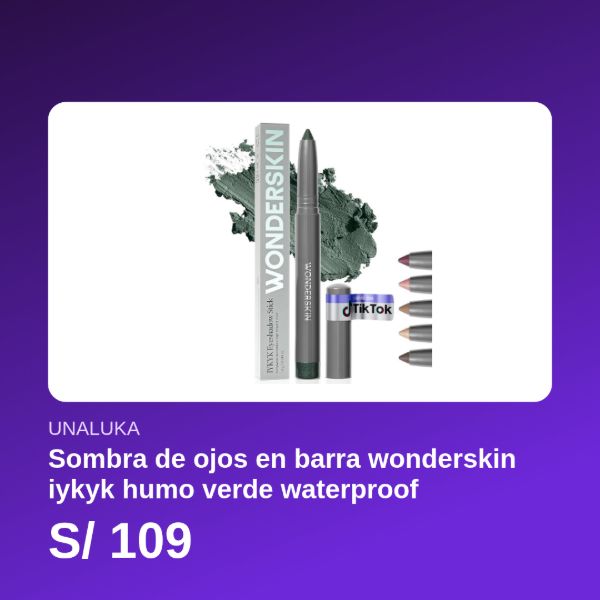 WONDERSKIN
IYKYK Eyeshadow Stick
WONDERSKIN
TikTok
UNALUKA
Sombra de ojos en barra wonderskin
iykyk humo verde waterproof
S/ 109